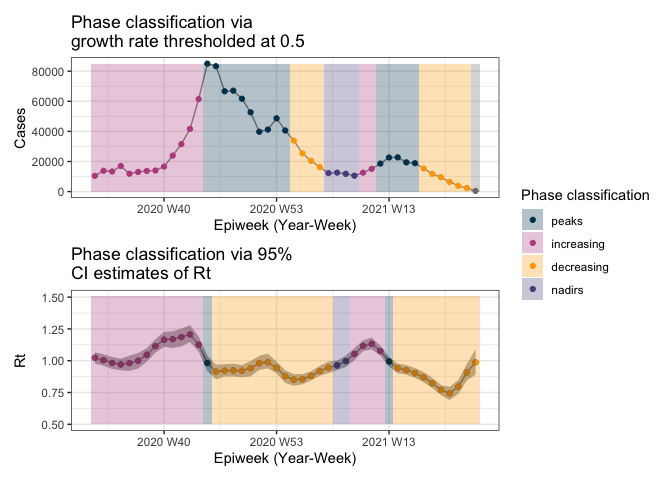 Phase classification via
growth rate thresholded at 0.5
80000
60000
40000
20000
0
Cases
2020 W40
2020 W53
2021 W13
Epiweek (Year-Week)
Phase classification
peaks
increasing
decreasing
nadirs
Phase classification via 95%
CI estimates of Rt
1.50
1.25
1.00
0.75
0.50
Rt
2020 W40
2020 W53
2021 W13
Epiweek (Year-Week)